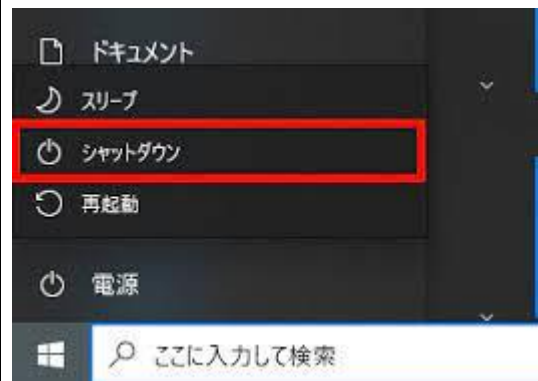 ドキュメント
スリープ
シャットダウン
再起動
電源
ここに入力して検索